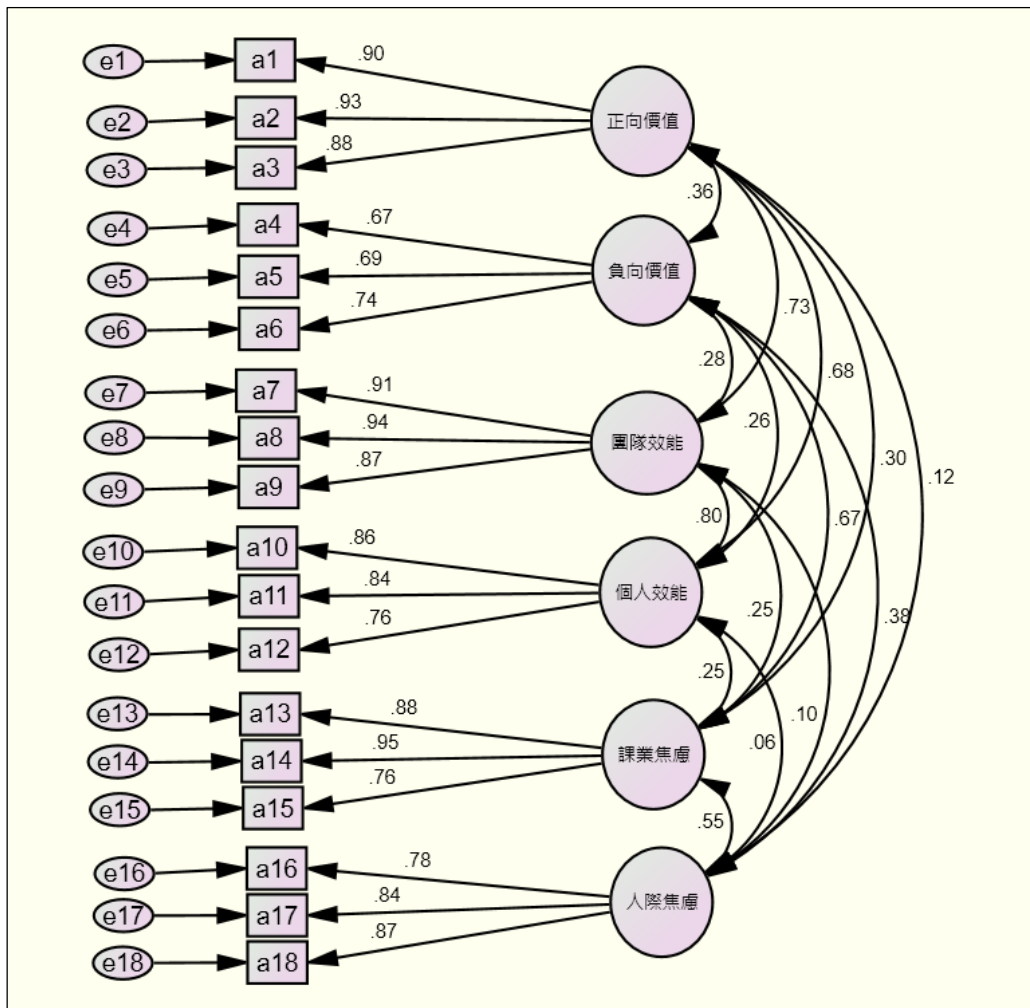 e1 a1 .90
正向價值
e2 a2 .93
e3 a3 .88
.36
e4 a4 .67
負向價值
e5 a5 .69
e6 a6 .74
.73
.28
.68
e7 a7 .91
e8 a8 .94
團隊效能
.26
e9 a9 .87
.30
.12
.80
.67
e10 a10 .86
個人效能
e11 a11 .84
e12 a12 .76
.25
.38
.25
e13 a13 .88
.10
.06
e14 a14 .95
課業焦慮
e15 a15 .76
.55
e16 a16 .78
人際焦慮
e17 a17 .84
e18 a18 .87